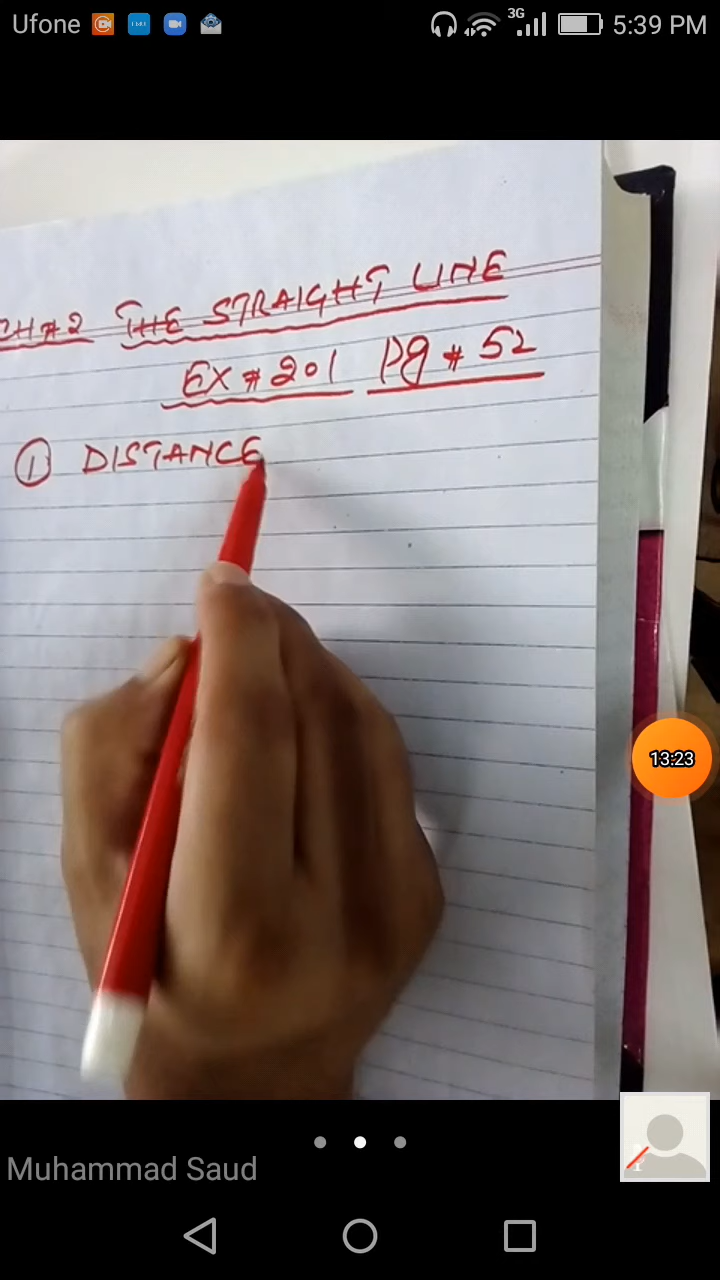 Ufone 3G 5:39 PM
CH#2 THE STRAIGHT LINE
EX # 2.1 Pg # 52
① DISTANCE
13:23
Muhammad Saud